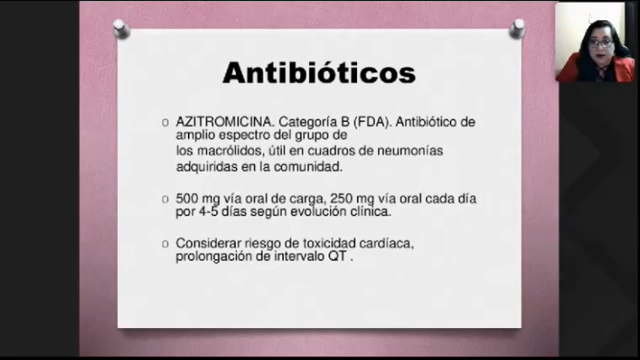 Antibióticos
o AZITROMICINA. Categoría B (FDA). Antibiótico de
amplio espectro del grupo de
los macrólidos, útil en cuadros de neumonías
adquiridas en la comunidad.
o 500 mg vía oral de carga, 250 mg vía oral cada día
por 4-5 días según evolución clínica.
o Considerar riesgo de toxicidad cardíaca,
prolongación de intervalo QT .